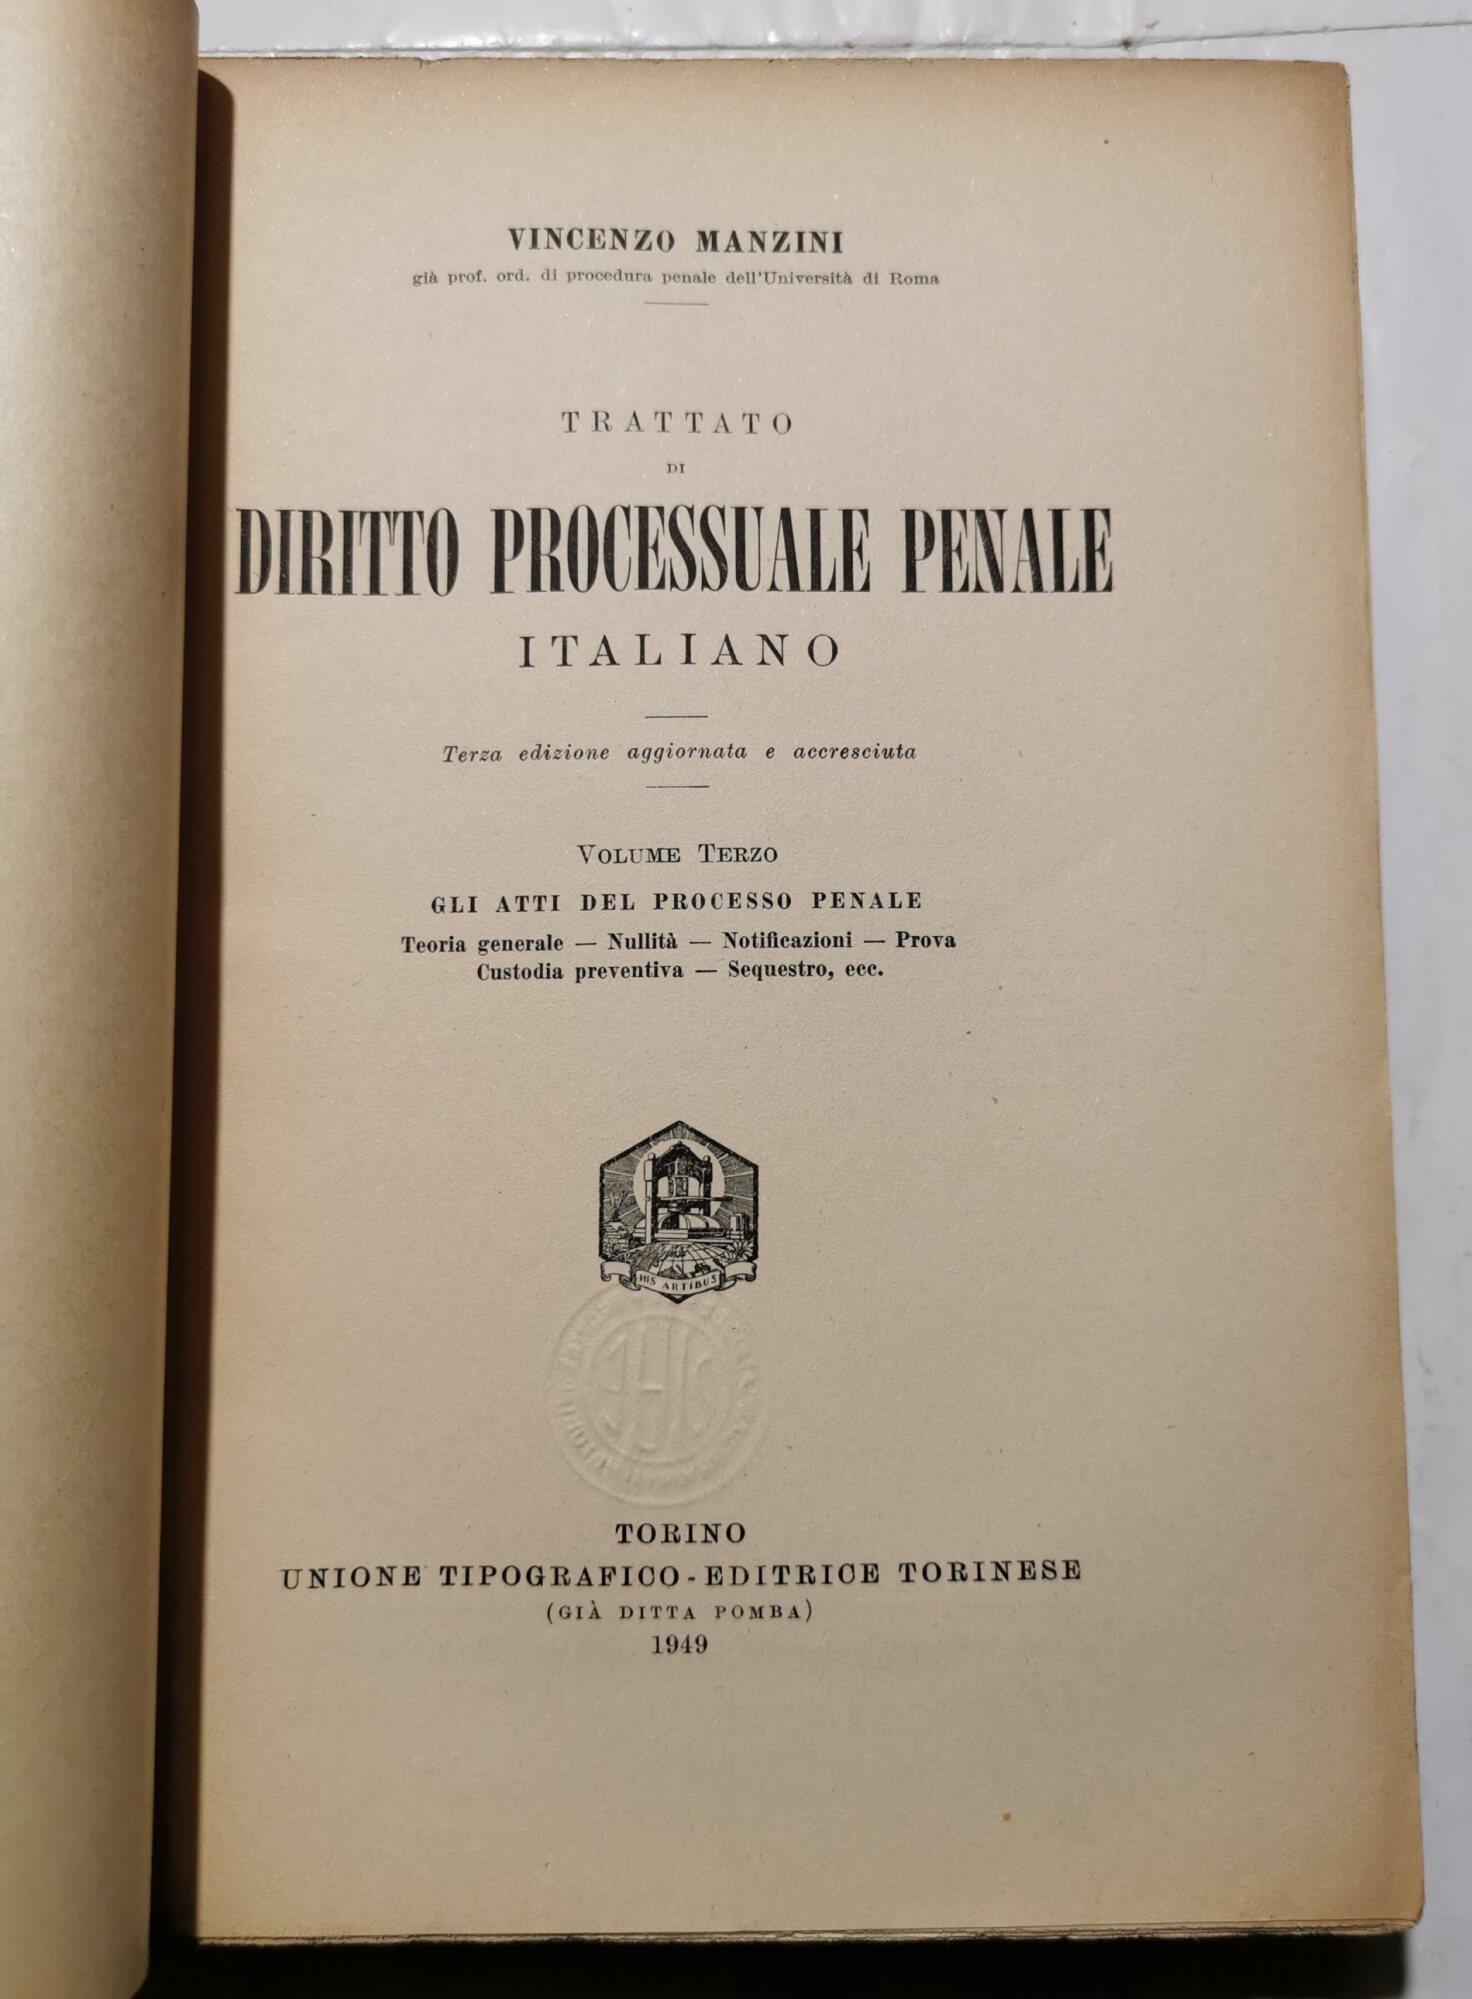 VINCENZO MANZINI
già prof. ord. di procedura penale dell'Università di Roma
TRATTATO
DI
DIRITTO PROCESSUALE PENALE
ITALIANO
Terza edizione aggiornata e accresciuta
VOLUME TERZO
GLI ATTI DEL PROCESSO PENALE
Teoria generale — Nullità — Notificazioni — Prova
Custodia preventiva — Sequestro, ecc.
HIS ARTIBUS
TORINO
UNIONE TIPOGRAFICO-EDITRICE TORINESE
(GIÀ DITTA POMBA)
1949